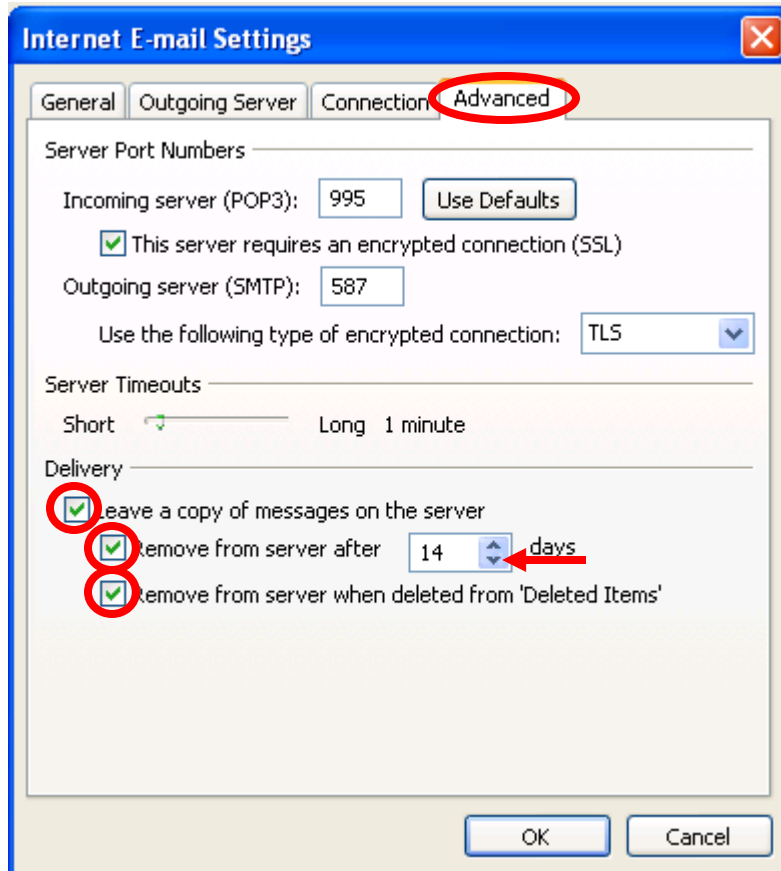 Internet E-mail Settings
General Outgoing Server Connection Advanced
Server Port Numbers
Incoming server (POP3): 995 Use Defaults
This server requires an encrypted connection (SSL)
Outgoing server (SMTP): 587
Use the following type of encrypted connection: TLS
Server Timeouts
Short Long 1 minute
Delivery
Leave a copy of messages on the server
Remove from server after 14 days
Remove from server when deleted from 'Deleted Items'
OK Cancel